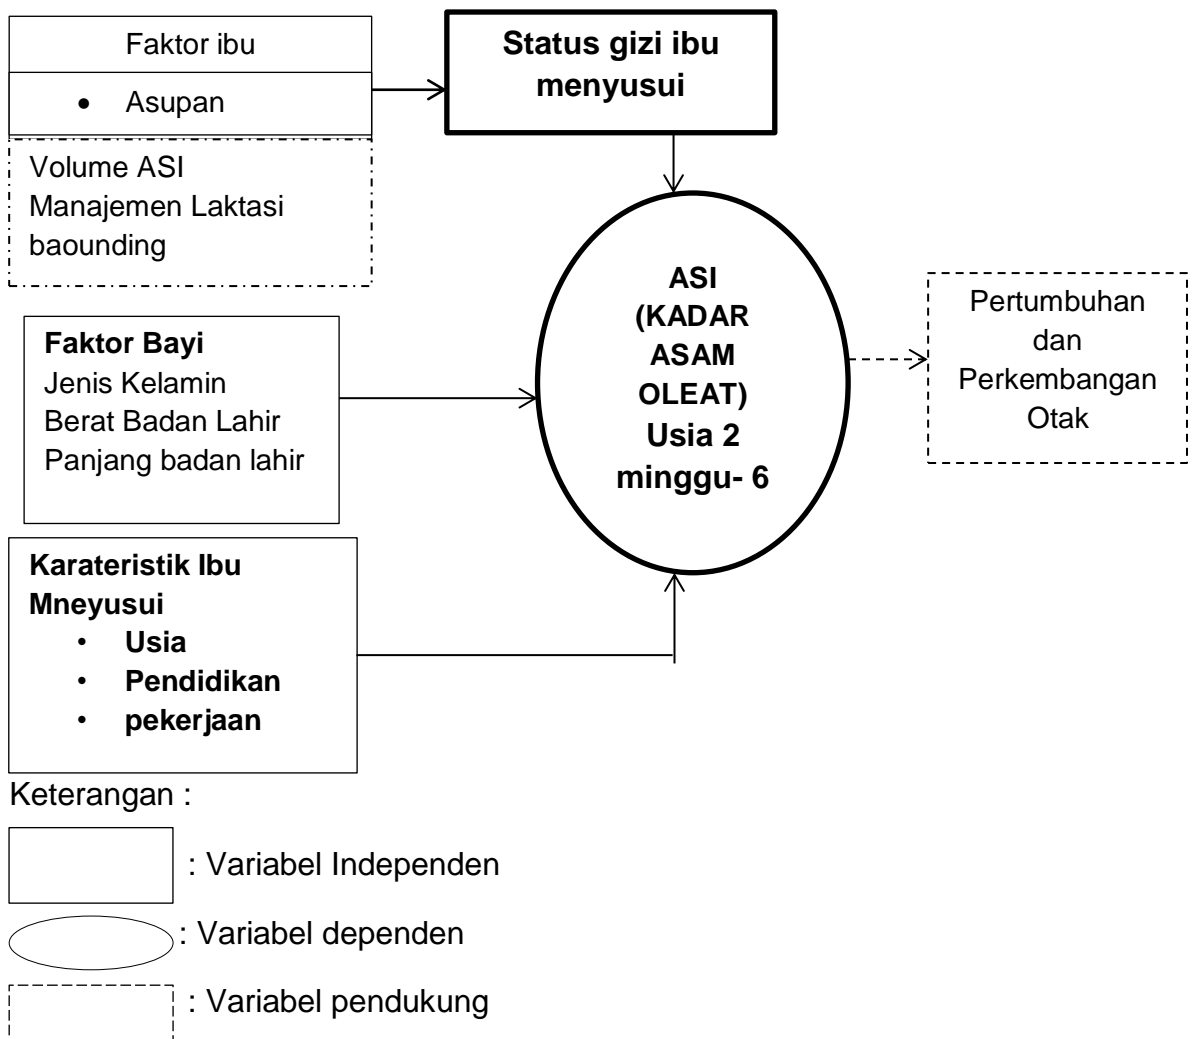 Faktor ibu
• Asupan
Volume ASI
Manajemen Laktasi
baounding
Status gizi ibu
menyusui
Faktor Bayi
Jenis Kelamin
Berat Badan Lahir
Panjang badan lahir
ASI
(KADAR
ASAM
OLEAT)
Usia 2
minggu- 6
Pertumbuhan
dan
Perkembangan
Otak
Karateristik Ibu
Mneyusui
• Usia
• Pendidikan
• pekerjaan
Keterangan :
: Variabel Independen
: Variabel dependen
: Variabel pendukung